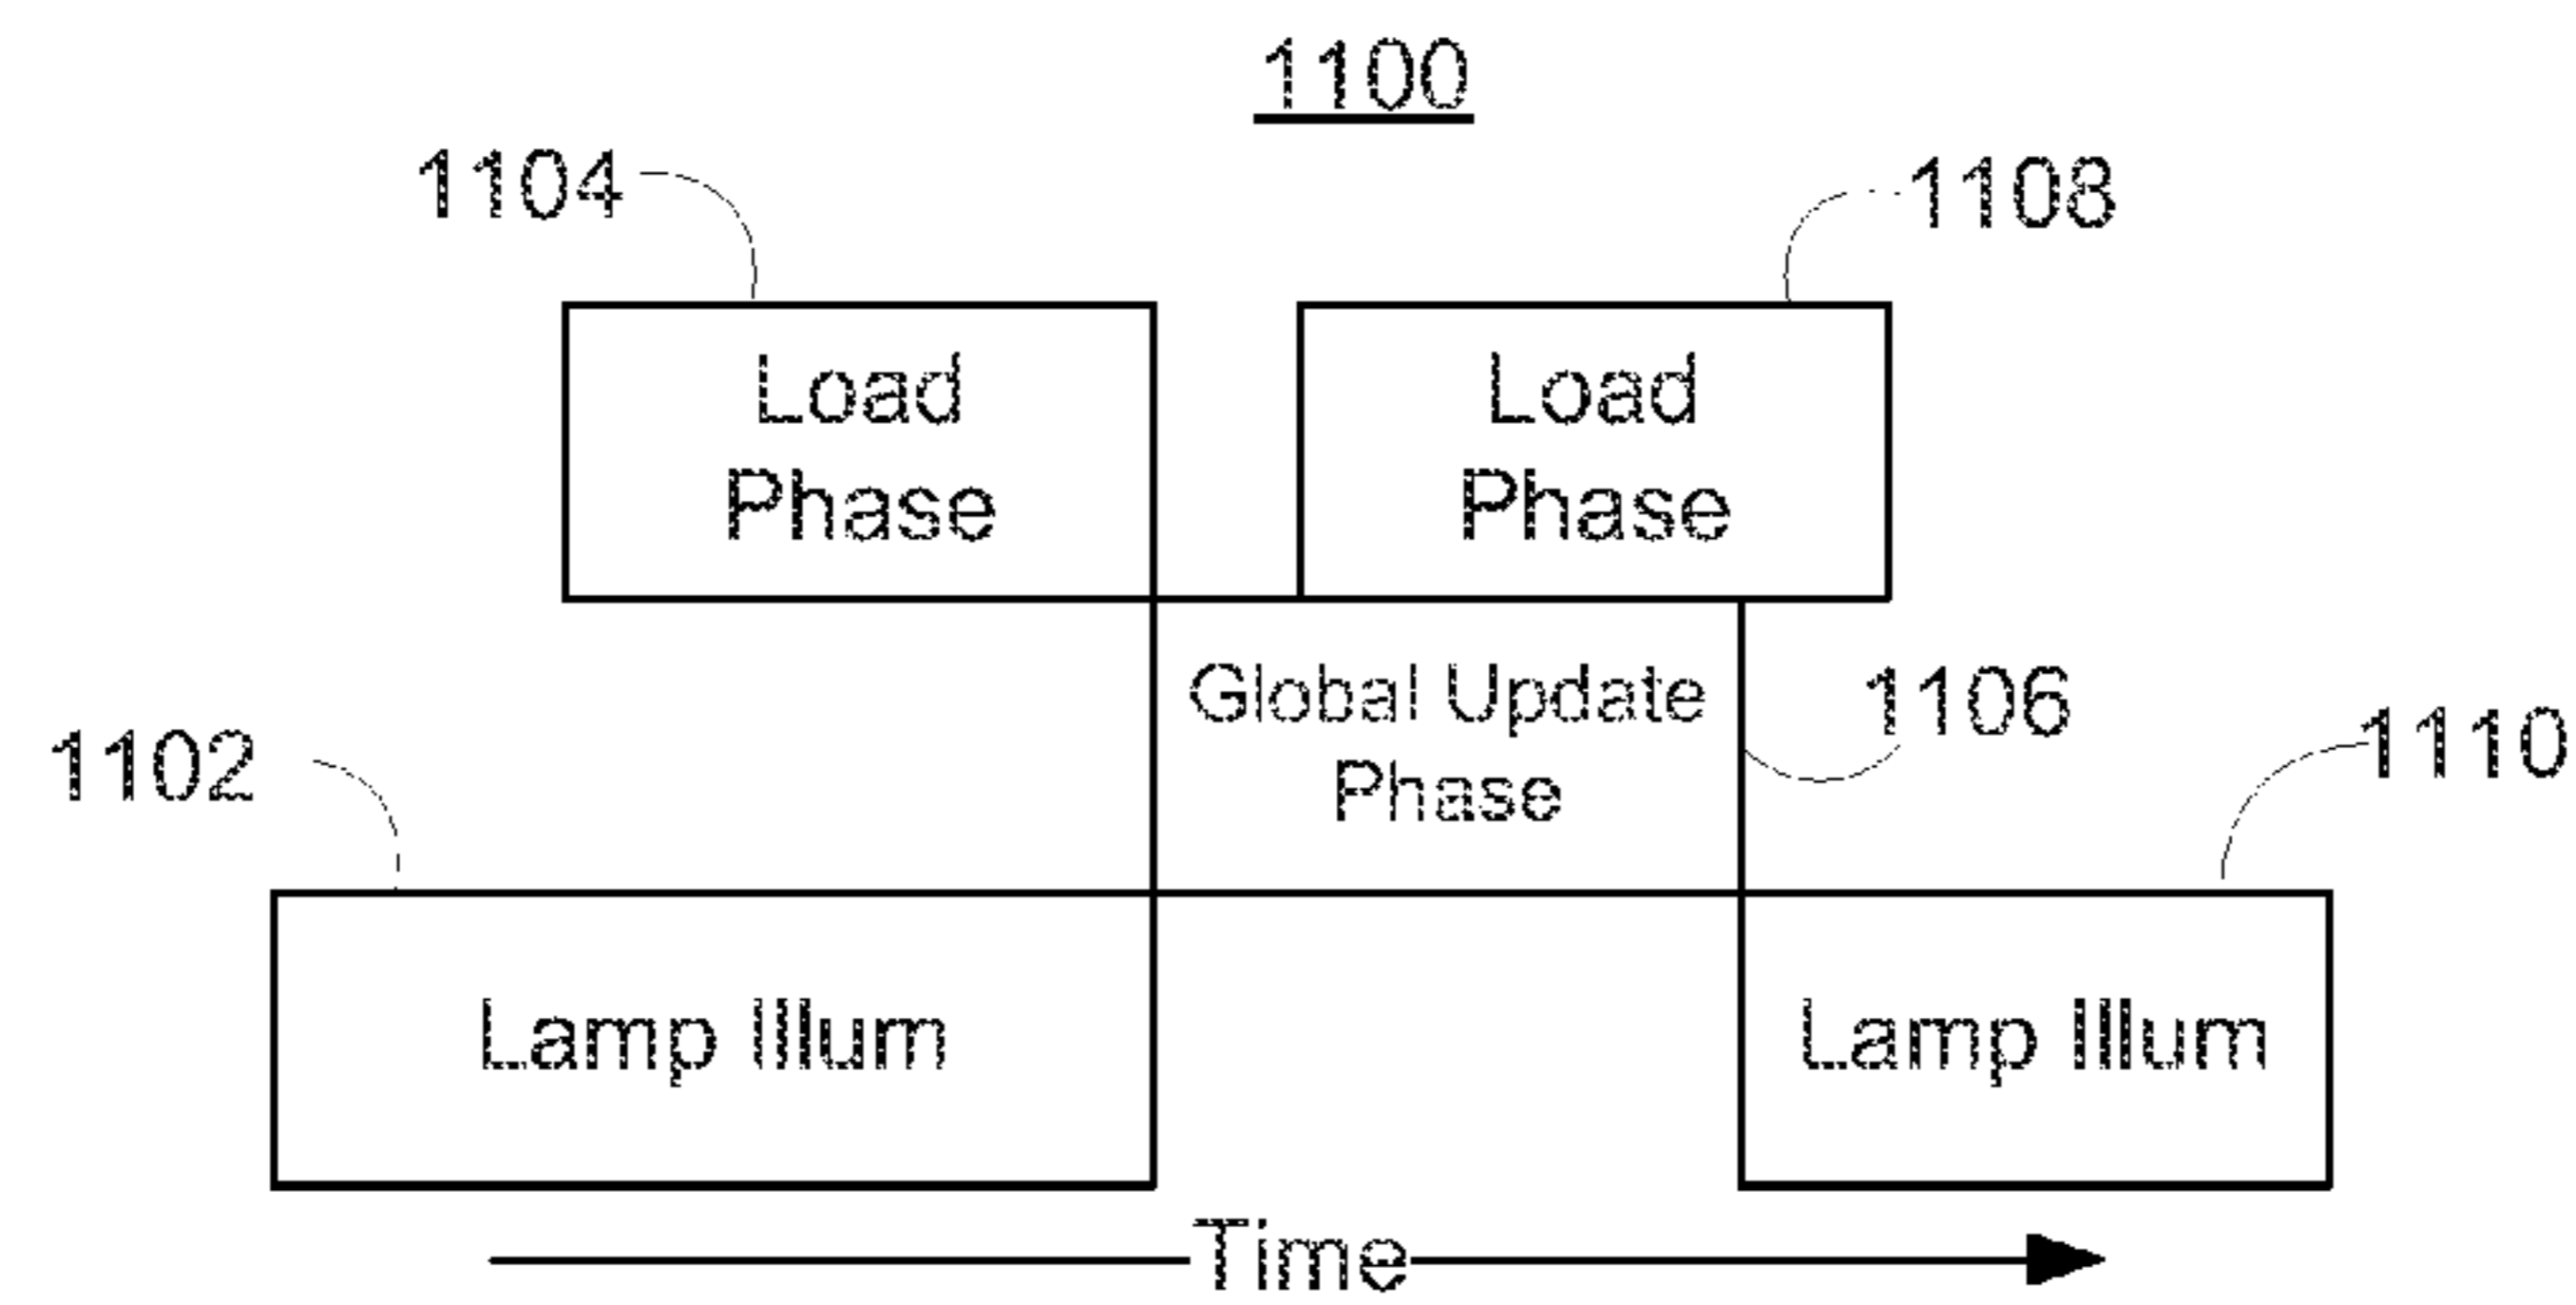 1100
1104
1108
Load
Phase
Load
Phase
Global Update
Phase
1106
1102
1110
Lamp Illum
Lamp Illum
Time